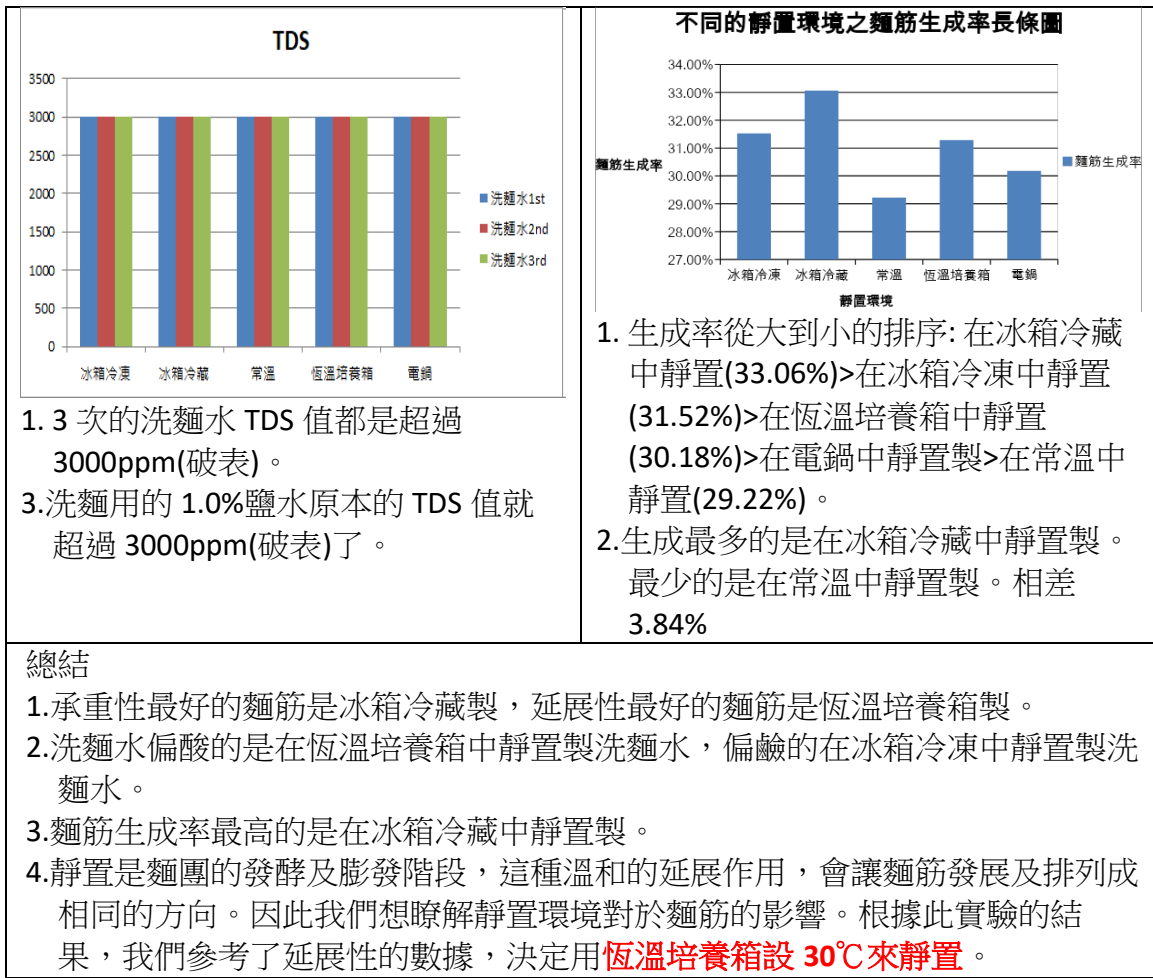 TDS
3500
3000
2500
2000
1500
1000
500
0
冰箱冷凍
冰箱冷藏
常溫
恆溫培養箱
電鍋
洗麵水1st
洗麵水2nd
洗麵水3rd
1. 3 次的洗麵水 TDS 值都是超過
3000ppm(破表)。
3.洗麵用的 1.0%鹽水原本的 TDS 值就
超過 3000ppm(破表)了。
不同的靜置環境之麵筋生成率長條圖
34.00%
33.00%
32.00%
31.00%
30.00%
29.00%
28.00%
27.00%
麵筋生成率
冰箱冷凍
冰箱冷藏
常溫
恆溫培養箱
電鍋
靜置環境
麵筋生成率
1. 生成率從大到小的排序: 在冰箱冷藏
中靜置(33.06%)>在冰箱冷凍中靜置
(31.52%)>在恆溫培養箱中靜置
(30.18%)>在電鍋中靜置製>在常溫中
靜置(29.22%)。
2.生成最多的是在冰箱冷藏中靜置製。
最少的是在常溫中靜置製。相差
3.84%
總結
1.承重性最好的麵筋是冰箱冷藏製，延展性最好的麵筋是恆溫培養箱製。
2.洗麵水偏酸的是在恆溫培養箱中靜置製洗麵水，偏鹼的在冰箱冷凍中靜置製洗
麵水。
3.麵筋生成率最高的是在冰箱冷藏中靜置製。
4.靜置是麵團的發酵及膨發階段，這種溫和的延展作用，會讓麵筋發展及排列成
相同的方向。因此我們想瞭解靜置環境對於麵筋的影響。根據此實驗的結
果，我們參考了延展性的數據，決定用恆溫培養箱設 30℃來靜置。